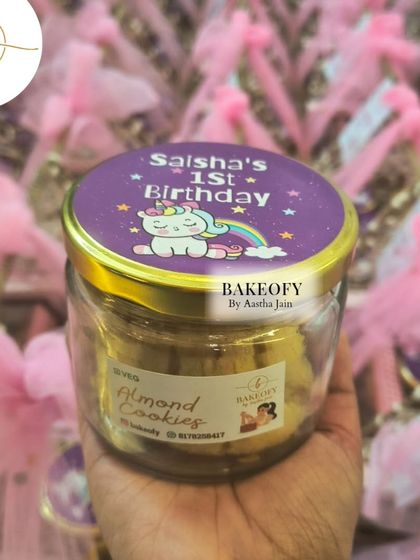 Saisha's
1St
Birthday
BAKEOFY
By Aastha Jain
VEG
Almond
Cookies
bakeofy 8178258417
BAKEOFY